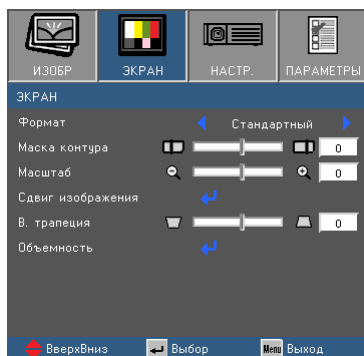 ИЗОБР ЭКРАН НАСТР. ПАРАМЕТРЫ
ЭКРАН
Формат Стандартный
Маска контура 0
Масштаб 0
Сдвиг изображения
В. трапеция 0
Объемность
ВверхВниз Выбор Menu Выход